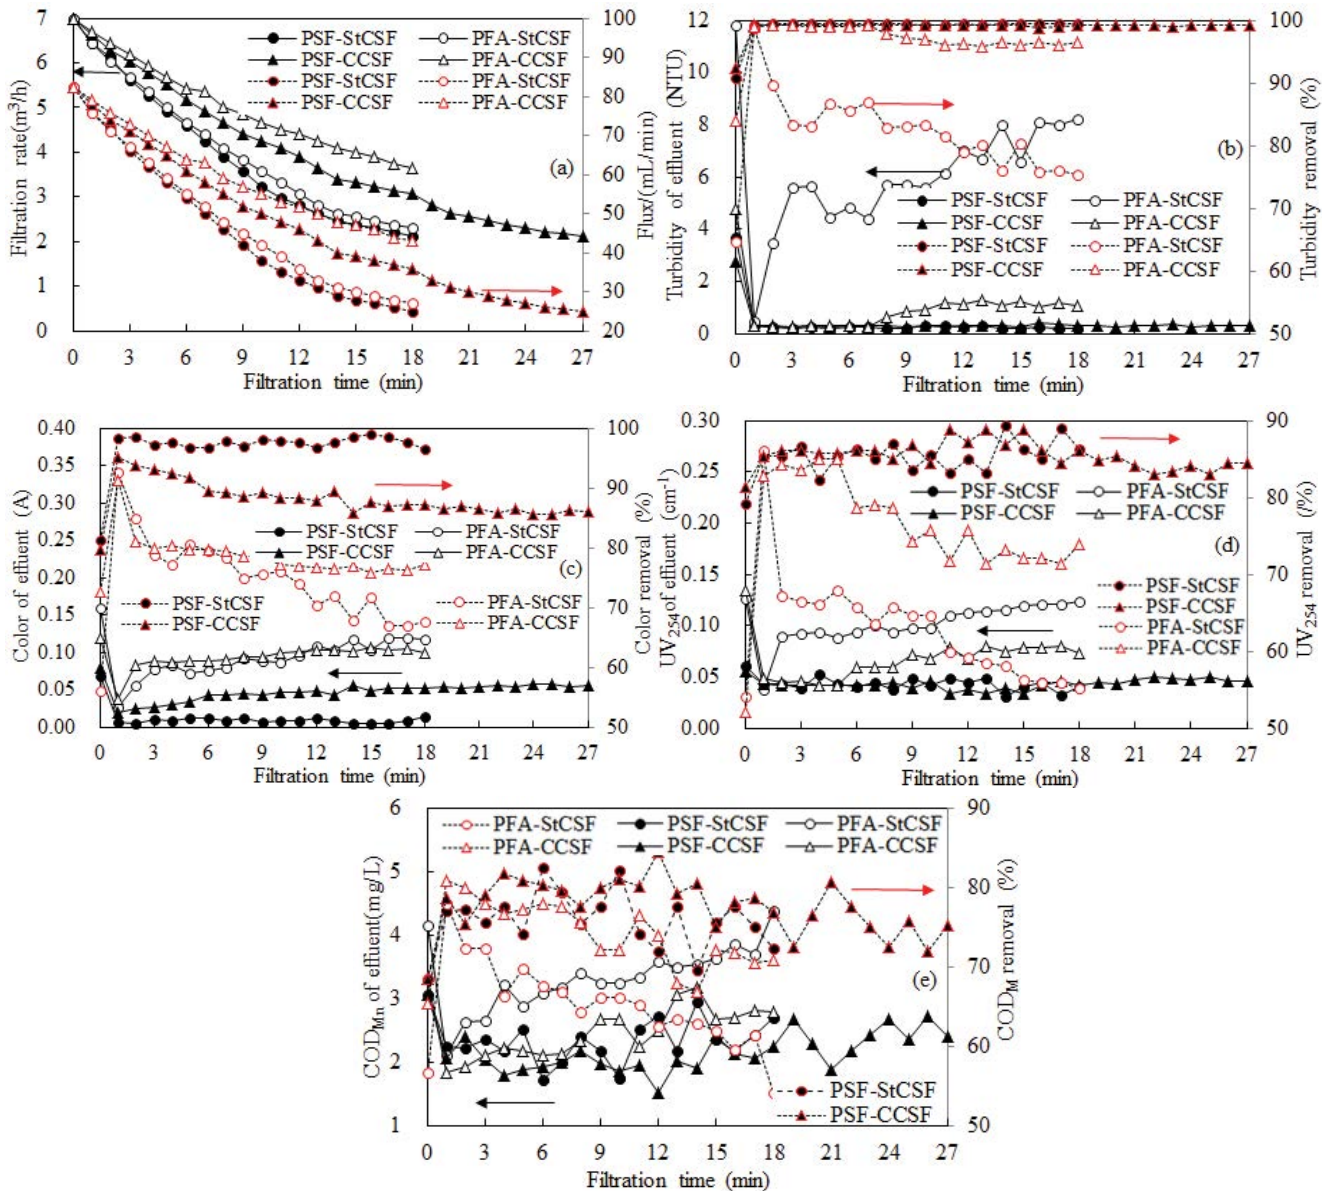 7
6
5
4
3
2
1
0
Filtration rate(m³/h)
100
90
80
70
60
50
40
30
20
Flux/(mL/min)
PSF-StCSF PFA-StCSF
PSF-CCSF PFA-CCSF
PSF-StCSF PFA-StCSF
PSF-CCSF PFA-CCSF
(a)
0 3 6 9 12 15 18 21 24 27
Filtration time (min)
12
10
8
6
4
2
0
Turbidity of effluent (NTU)
100
90
80
70
60
50
Turbidity removal (%)
(b)
PSF-StCSF PFA-StCSF
PSF-CCSF PFA-CCSF
PSF-StCSF PFA-StCSF
PSF-CCSF PFA-CCSF
0 3 6 9 12 15 18 21 24 27
Filtration time (min)
0.40
0.35
0.30
0.25
0.20
0.15
0.10
0.05
0.00
Color of effluent (A)
100
90
80
70
60
50
Color removal (%)
PSF-StCSF PFA-StCSF
PSF-CCSF PFA-CCSF
(c)
PSF-StCSF PFA-StCSF
PSF-CCSF PFA-CCSF
0 3 6 9 12 15 18 21 24 27
Filtration time (min)
0.30
0.25
0.20
0.15
0.10
0.05
0.00
UV254 of effluent (cm⁻¹)
90
80
70
60
50
UV254 removal (/%)
PSF-StCSF PFA-StCSF
PSF-CCSF PFA-CCSF
(d)
PSF-StCSF
PSF-CCSF
PFA-StCSF
PFA-CCSF
0 3 6 9 12 15 18 21 24 27
Filtration time (min)
6
5
4
3
2
1
CODMn of effluent(mg/L)
90
80
70
60
50
CODM removal (%)
PFA-StCSF PSF-StCSF PFA-StCSF
PFA-CCSF PSF-CCSF PFA-CCSF
(e)
PSF-StCSF
PSF-CCSF
0 3 6 9 12 15 18 21 24 27
Filtration time (min)